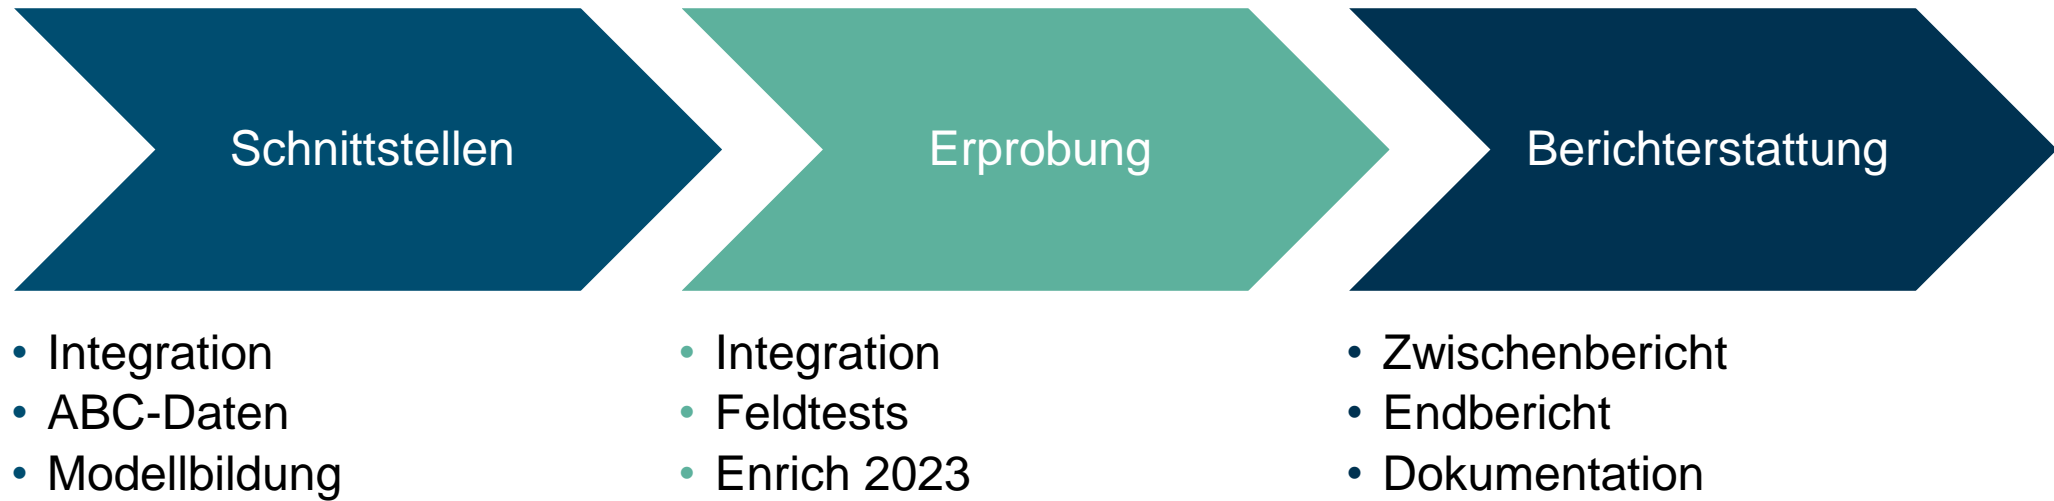 Schnittstellen
• Integration
• ABC-Daten
• Modellbildung
Erprobung
• Integration
• Feldtests
• Enrich 2023
Berichterstattung
• Zwischenbericht
• Endbericht
• Dokumentation